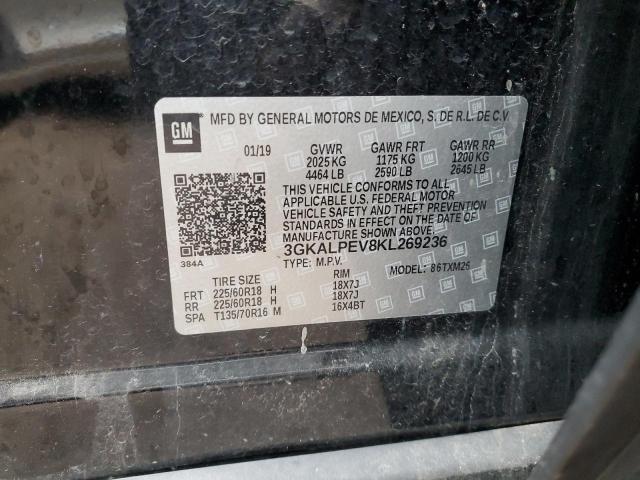 GM MFD BY GENERAL MOTORS DE MEXICO, S. DE R.L. DE C.V.
01/19 GVWR GAWR FRT GAWR RR
2025 KG 1175 KG 1200 KG
4464 LB 2590 LB 2645 LB
THIS VEHICLE CONFORMS TO ALL
APPLICABLE U.S. FEDERAL MOTOR
VEHICLE SAFETY AND THEFT PREVENTION
STANDARDS IN EFFECT ON THE DATE OF
MANUFACTURE SHOWN ABOVE.
384A 3GKALPEV8KL269236
TYPE: M.P.V. MODEL: 86TXM26
TIRE SIZE RIM
FRT 225/60R18 H 18X7J
RR 225/60R18 H 18X7J
SPA T135/70R16 M 16X4BT